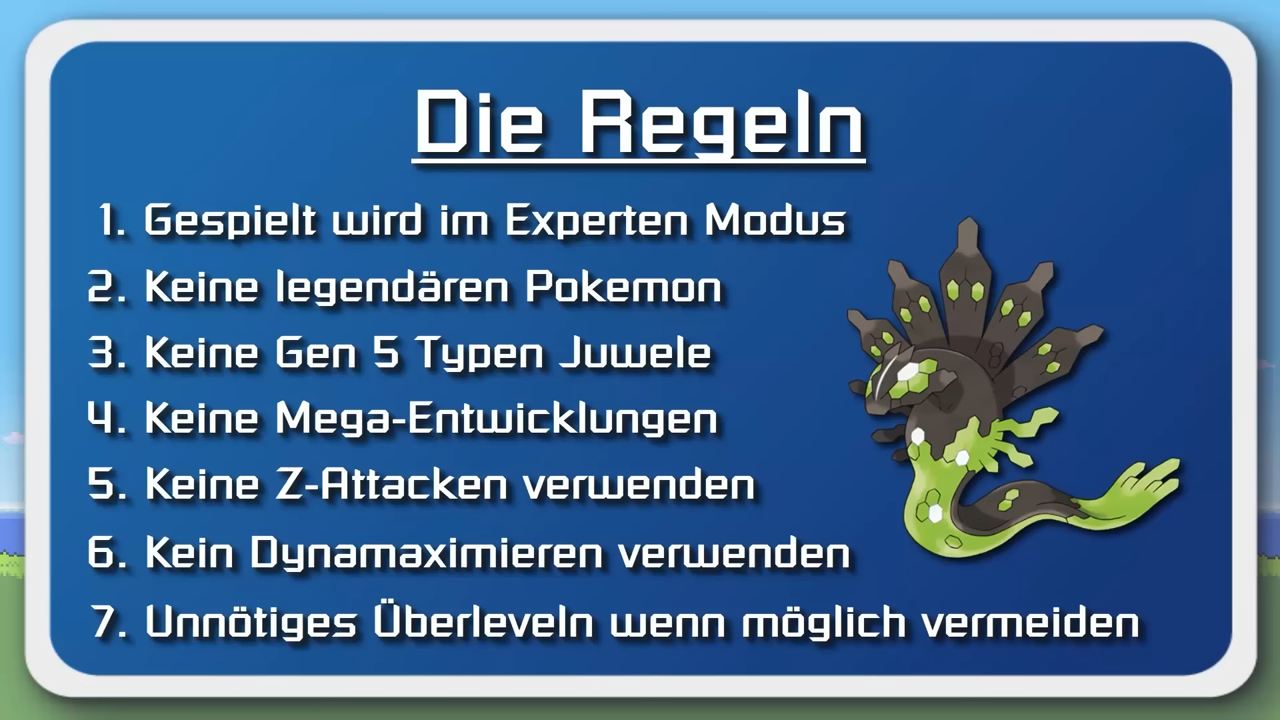 Die Regeln
1. Gespielt wird im Experten Modus
2. Keine legendären Pokemon
3. Keine Gen 5 Typen Juwele
4. Keine Mega-Entwicklungen
5. Keine Z-Attacken verwenden
6. Kein Dynamaximieren verwenden
7. Unnötiges Überleveln wenn möglich vermeiden